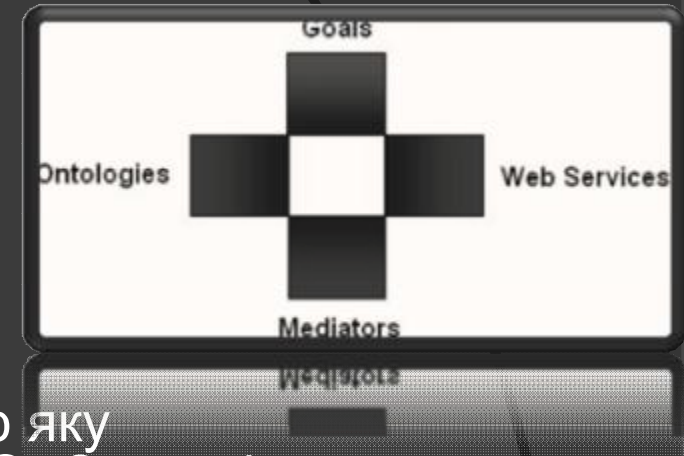 Goals
Ontologies
Web Services
Mediators
яку